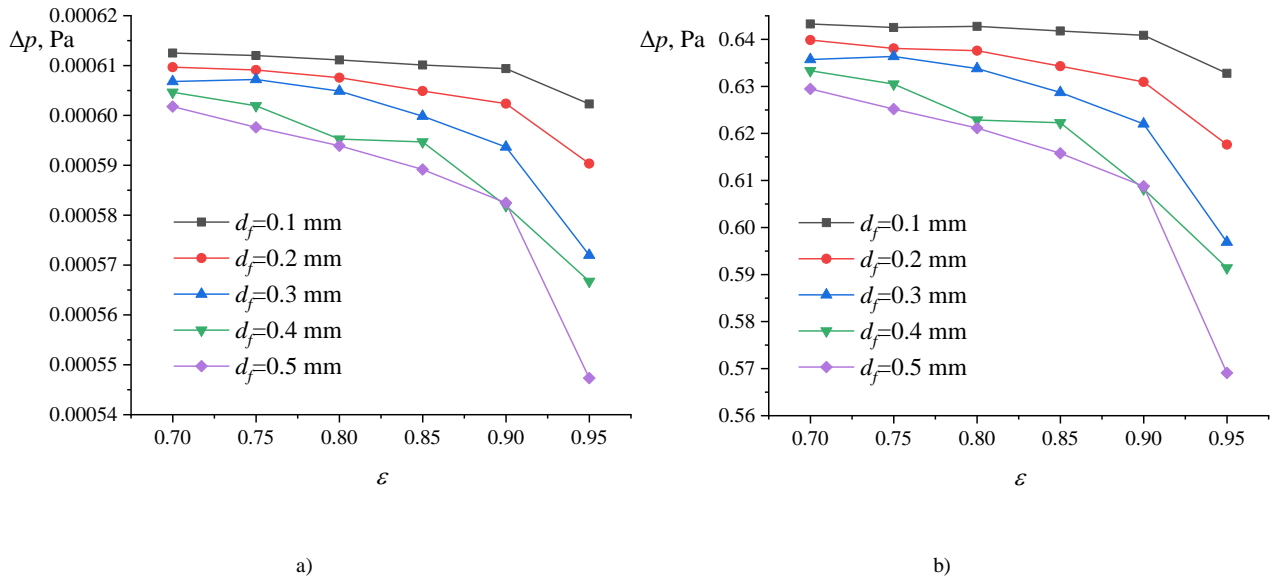 0.00062
Δp, Pa
0.00061
0.00060
0.00059
0.00058
0.00057
0.00056
0.00055
0.00054
d_f=0.1 mm
d_f=0.2 mm
d_f=0.3 mm
d_f=0.4 mm
d_f=0.5 mm
0.70 0.75 0.80 0.85 0.90 0.95
ε
a)
Δp, Pa
0.64
0.63
0.62
0.61
0.60
0.59
0.58
0.57
0.56
d_f=0.1 mm
d_f=0.2 mm
d_f=0.3 mm
d_f=0.4 mm
d_f=0.5 mm
0.70 0.75 0.80 0.85 0.90 0.95
ε
b)